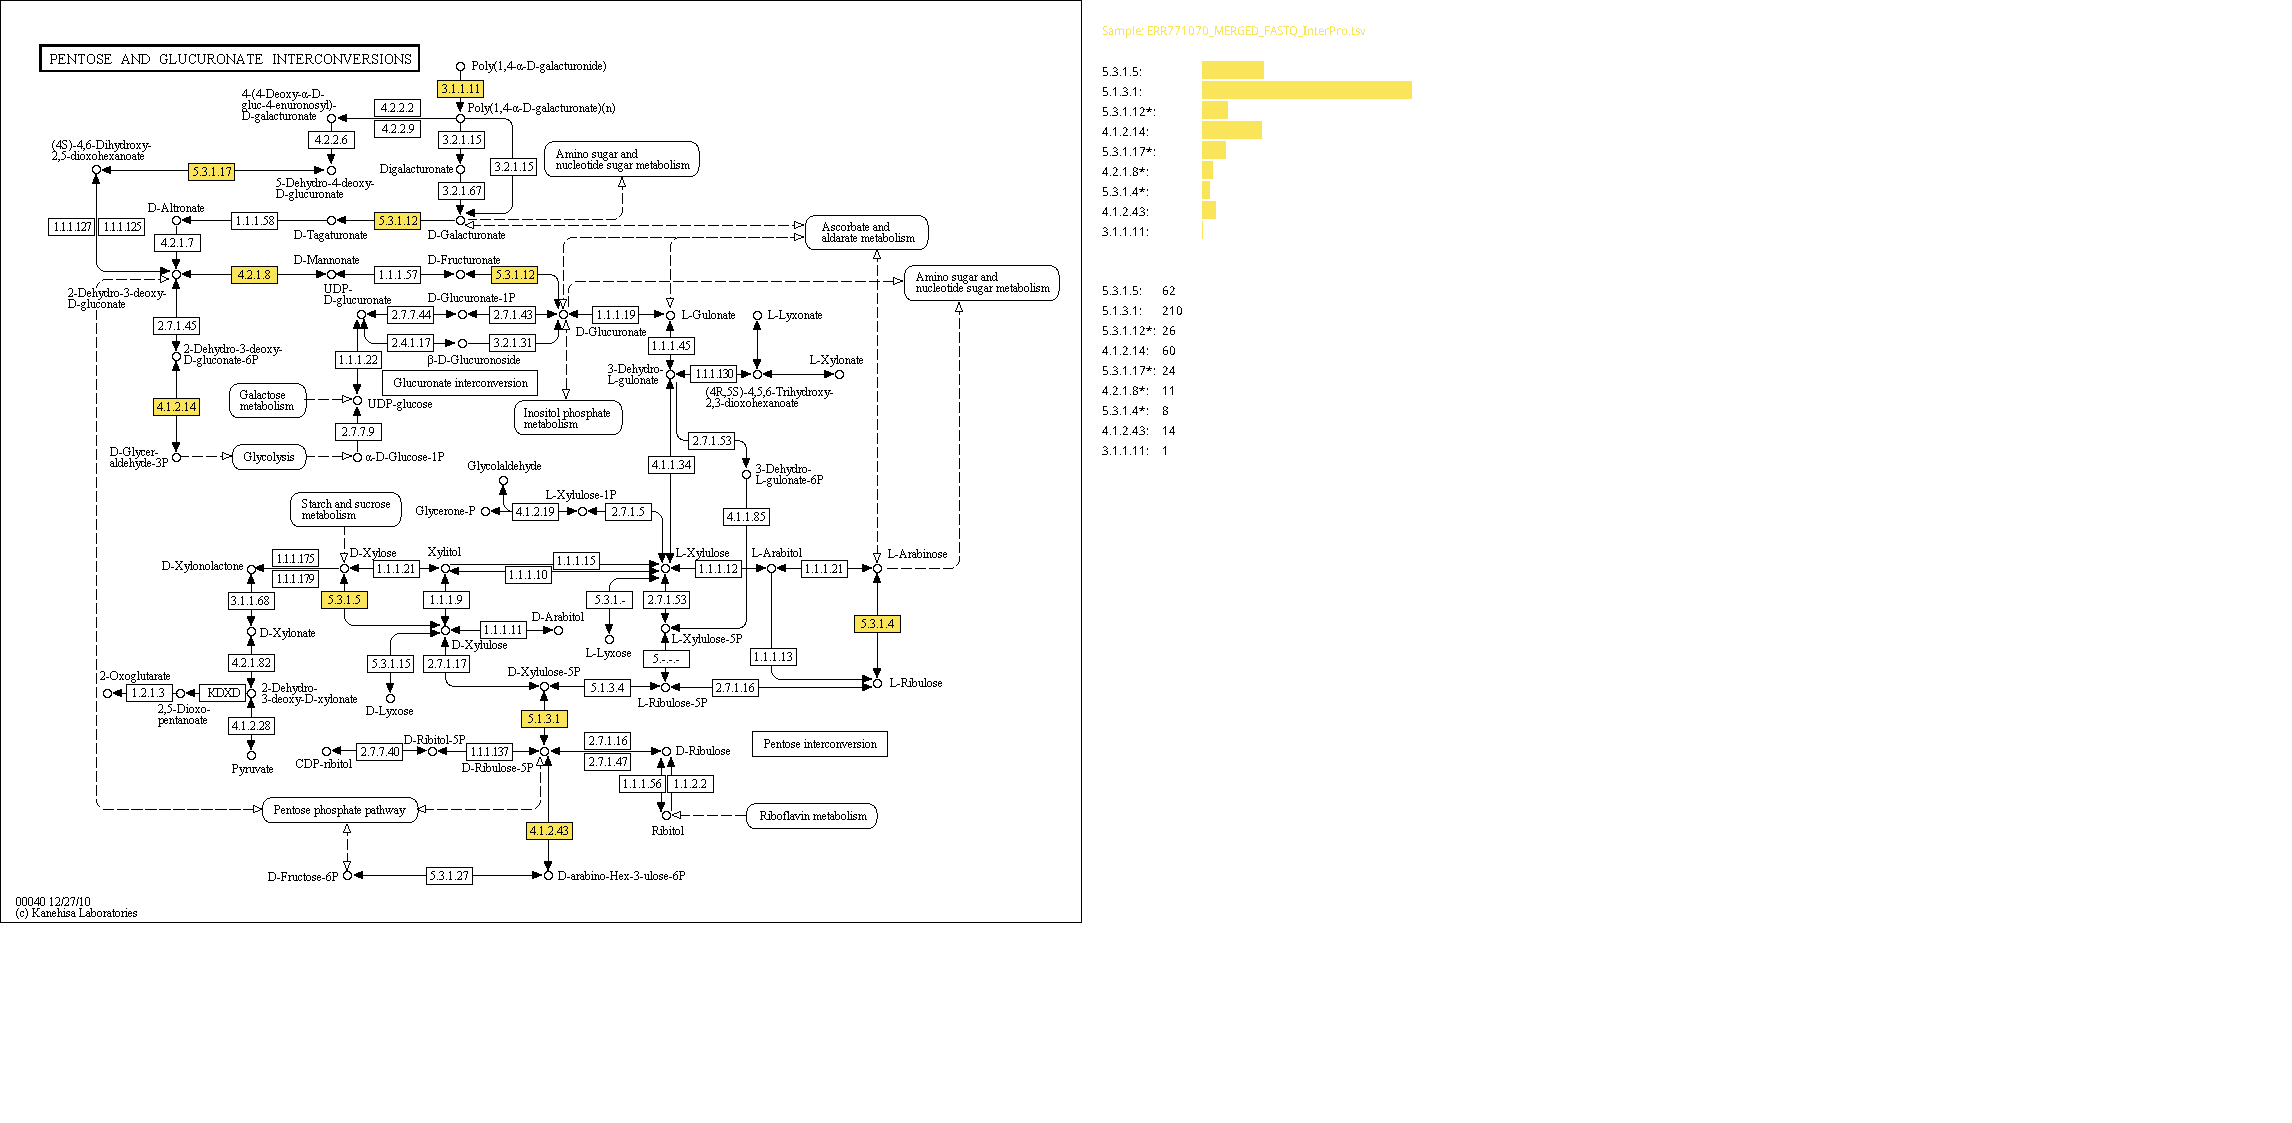 PENTOSE AND GLUCURONATE INTERCONVERSIONS
Poly(1,4-α-D-galacturonide)
3.1.1.11
4-(4-Deoxy-α-D-
gluc-4-enuronosyl)-
D-galacturonate
4.2.2.2
Poly(1,4-α-D-galacturonate)(n)
4.2.2.9
4.2.2.6
3.2.1.15
(4S)-4,6-Dihydroxy-
2,5-dioxohexanoate
Amino sugar and
nucleotide sugar metabolism
5.3.1.17
Digalacturonate
3.2.1.15
5-Dehydro-4-deoxy-
D-glucuronate
3.2.1.67
D-Altronate
1.1.1.58
5.3.1.12
1.1.1.127
1.1.1.125
D-Tagaturonate
D-Galacturonate
Ascorbate and
aldarate metabolism
4.2.1.7
D-Mannonate
D-Fructuronate
4.2.1.8
1.1.1.57
5.3.1.12
Amino sugar and
nucleotide sugar metabolism
2-Dehydro-3-deoxy-
D-gluconate
UDP-
D-glucuronate
D-Glucuronate-1P
2.7.7.44
2.7.1.43
1.1.1.19
L-Gulonate
L-Lyxonate
2.7.1.45
D-Glucuronate
2.4.1.17
3.2.1.31
1.1.1.45
2-Dehydro-3-deoxy-
D-gluconate-6P
1.1.1.22
β-D-Glucuronoside
L-Xylonate
3-Dehydro-
L-gulonate
1.1.1.130
Glucuronate interconversion
(4R,5S)-4,5,6-Trihydroxy-
2,3-dioxohexanoate
Galactose
metabolism
UDP-glucose
4.1.2.14
Inositol phosphate
metabolism
2.7.7.9
2.7.1.53
D-Glycer-
aldehyde-3P
Glycolysis
α-D-Glucose-1P
4.1.1.34
Glycolaldehyde
3-Dehydro-
L-gulonate-6P
Starch and sucrose
metabolism
L-Xylulose-1P
Glycerone-P
4.1.2.19
2.7.1.5
4.1.1.85
1.1.1.175
D-Xylose
Xylitol
1.1.1.15
L-Xylulose
L-Arabitol
L-Arabinose
D-Xylonolactone
1.1.1.179
1.1.1.21
1.1.1.10
1.1.1.12
1.1.1.21
3.1.1.68
5.3.1.5
1.1.1.9
5.3.1.-
2.7.1.53
D-Arabitol
5.3.1.4
D-Xylonate
1.1.1.11
D-Xylulose
L-Xylulose-5P
L-Lyxose
4.2.1.82
5.3.1.15
2.7.1.17
5.-.-.-
1.1.1.13
2-Oxoglutarate
D-Xylulose-5P
1.2.1.3
KDXD
2-Dehydro-
3-deoxy-D-xylonate
5.1.3.4
2.7.1.16
L-Ribulose
2,5-Dioxo-
pentanoate
D-Lyxose
L-Ribulose-5P
4.1.2.28
5.1.3.1
D-Ribitol-5P
2.7.1.16
Pentose interconversion
2.7.7.40
1.1.1.137
D-Ribulose
Pyruvate
CDP-ribitol
D-Ribulose-5P
2.7.1.47
1.1.1.56
1.1.2.2
Pentose phosphate pathway
Riboflavin metabolism
4.1.2.43
Ribitol
D-Fructose-6P
5.3.1.27
D-arabino-Hex-3-ulose-6P
00040 12/27/10
(c) Kanehisa Laboratories
Sample: ERR771070_MERGED_FASTQ_InterPro.tsv
5.3.1.5:
5.1.3.1:
5.3.1.12*:
4.1.2.14:
5.3.1.17*:
4.2.1.8*:
5.3.1.4*:
4.1.2.43:
3.1.1.11:
5.3.1.5: 62
5.1.3.1: 210
5.3.1.12*: 26
4.1.2.14: 60
5.3.1.17*: 24
4.2.1.8*: 11
5.3.1.4*: 8
4.1.2.43: 14
3.1.1.11: 1